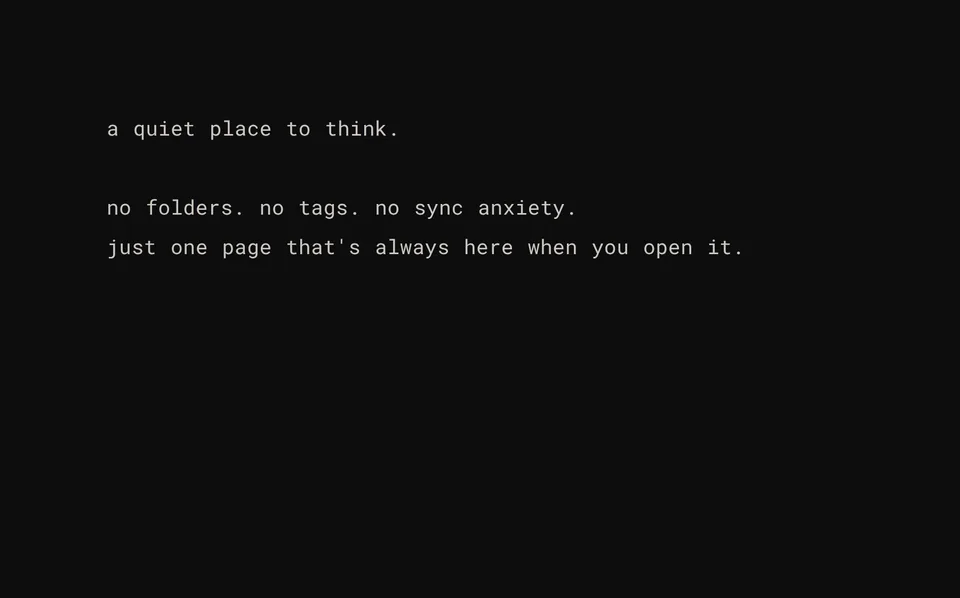 a quiet place to think.
no folders. no tags. no sync anxiety.
just one page that's always here when you open it.